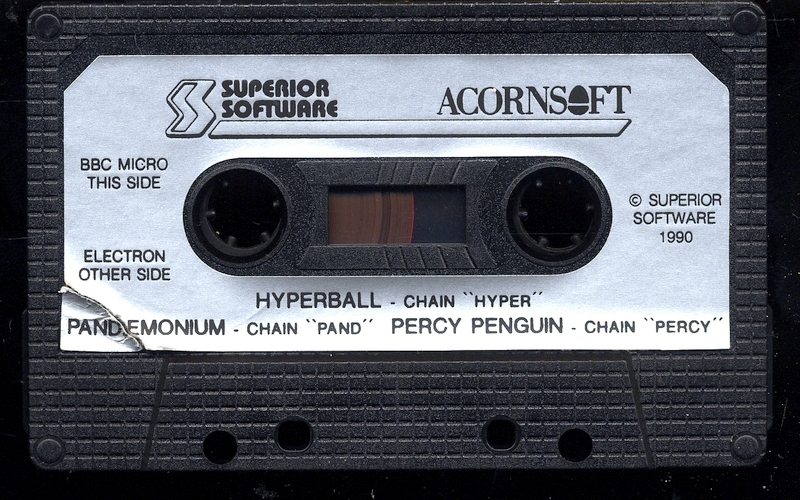 SUPERIOR
SOFTWARE
ACORNSOFT
BBC MICRO
THIS SIDE
ELECTRON
OTHER SIDE
© SUPERIOR
SOFTWARE
1990
HYPERBALL - CHAIN ``HYPER´´
PANDEMONIUM - CHAIN ``PAND´´ PERCY PENGUIN - CHAIN ``PERCY´´